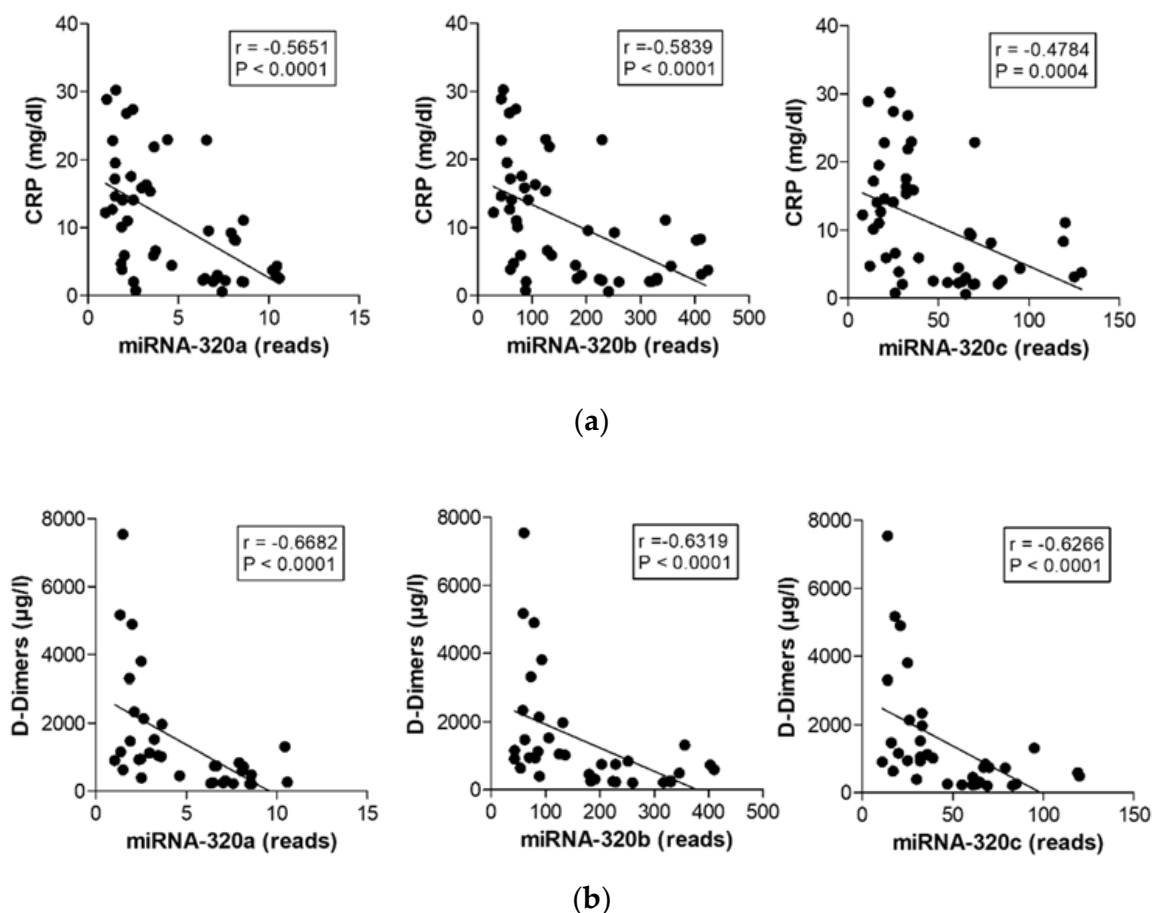 r = -0.5651
P < 0.0001
40
30
20
10
0
CRP (mg/dl)
0 5 10 15
miRNA-320a (reads)
r =-0.5839
P < 0.0001
40
30
20
10
0
CRP (mg/dl)
0 100 200 300 400 500
miRNA-320b (reads)
r = -0.4784
P = 0.0004
40
30
20
10
0
CRP (mg/dl)
0 50 100 150
miRNA-320c (reads)
(a)
r = -0.6682
P < 0.0001
8000
6000
4000
2000
0
D-Dimers (µg/l)
0 5 10 15
miRNA-320a (reads)
r =-0.6319
P < 0.0001
8000
6000
4000
2000
0
D-Dimers (µg/l)
0 100 200 300 400 500
miRNA-320b (reads)
r = -0.6266
P < 0.0001
8000
6000
4000
2000
0
D-Dimers (µg/l)
0 50 100 150
miRNA-320c (reads)
(b)